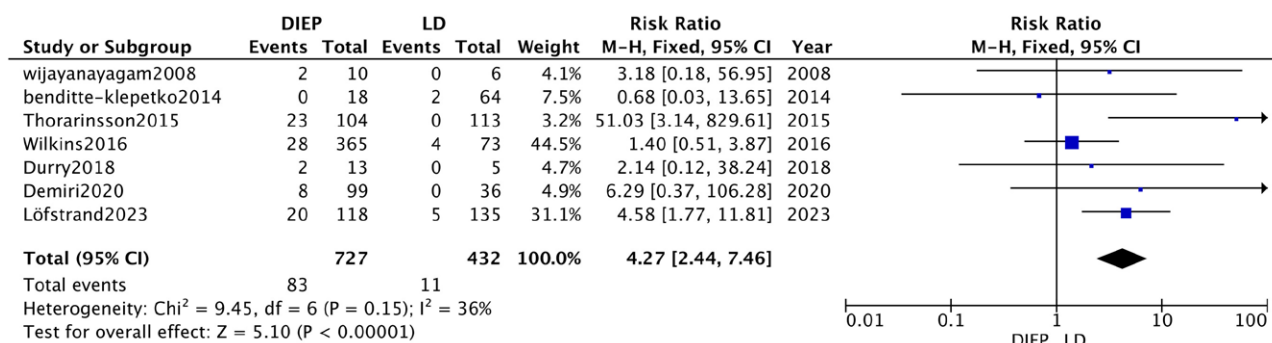 DIEP LD Risk Ratio Risk Ratio
Study or Subgroup Events Total Events Total Weight M-H, Fixed, 95% CI Year M-H, Fixed, 95% CI
wijayanayagam2008 2 10 0 6 4.1% 3.18 [0.18, 56.95] 2008
benditte-klepetko2014 0 18 2 64 7.5% 0.68 [0.03, 13.65] 2014
Thorarinsson2015 23 104 0 113 3.2% 51.03 [3.14, 829.61] 2015
Wilkins2016 28 365 4 73 44.5% 1.40 [0.51, 3.87] 2016
Durry2018 2 13 0 5 4.7% 2.14 [0.12, 38.24] 2018
Demiri2020 8 99 0 36 4.9% 6.29 [0.37, 106.28] 2020
Löfstrand2023 20 118 5 135 31.1% 4.58 [1.77, 11.81] 2023
Total (95% CI) 727 432 100.0% 4.27 [2.44, 7.46]
Total events 83 11
Heterogeneity: Chi² = 9.45, df = 6 (P = 0.15); I² = 36%
Test for overall effect: Z = 5.10 (P < 0.00001)
0.01 0.1 1 10 100
DIEP LD